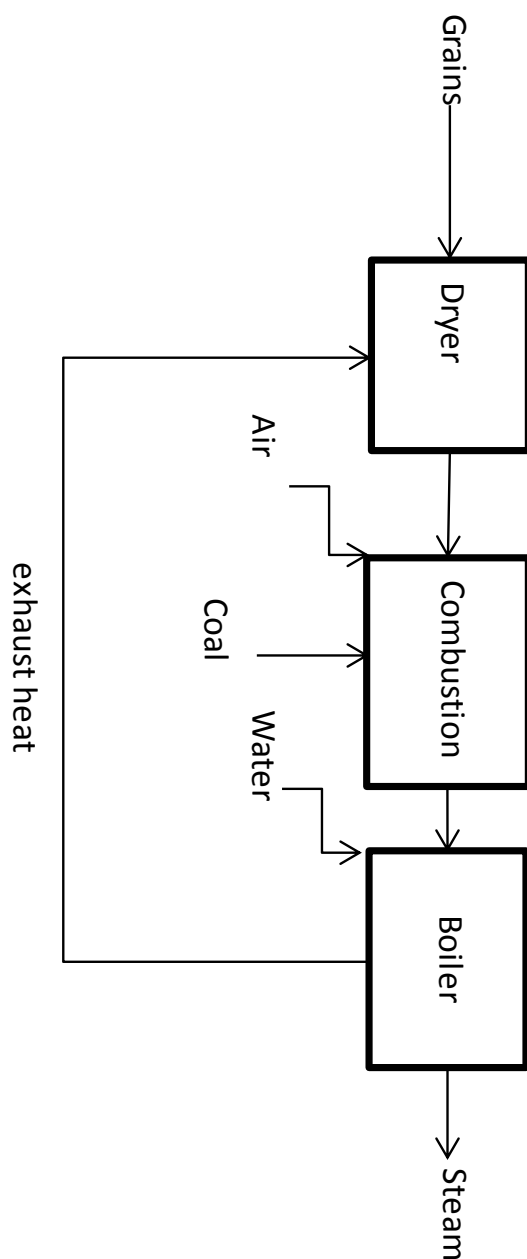 Grains
Dryer
Air
Combustion
Coal
Water
Boiler
Steam
exhaust heat